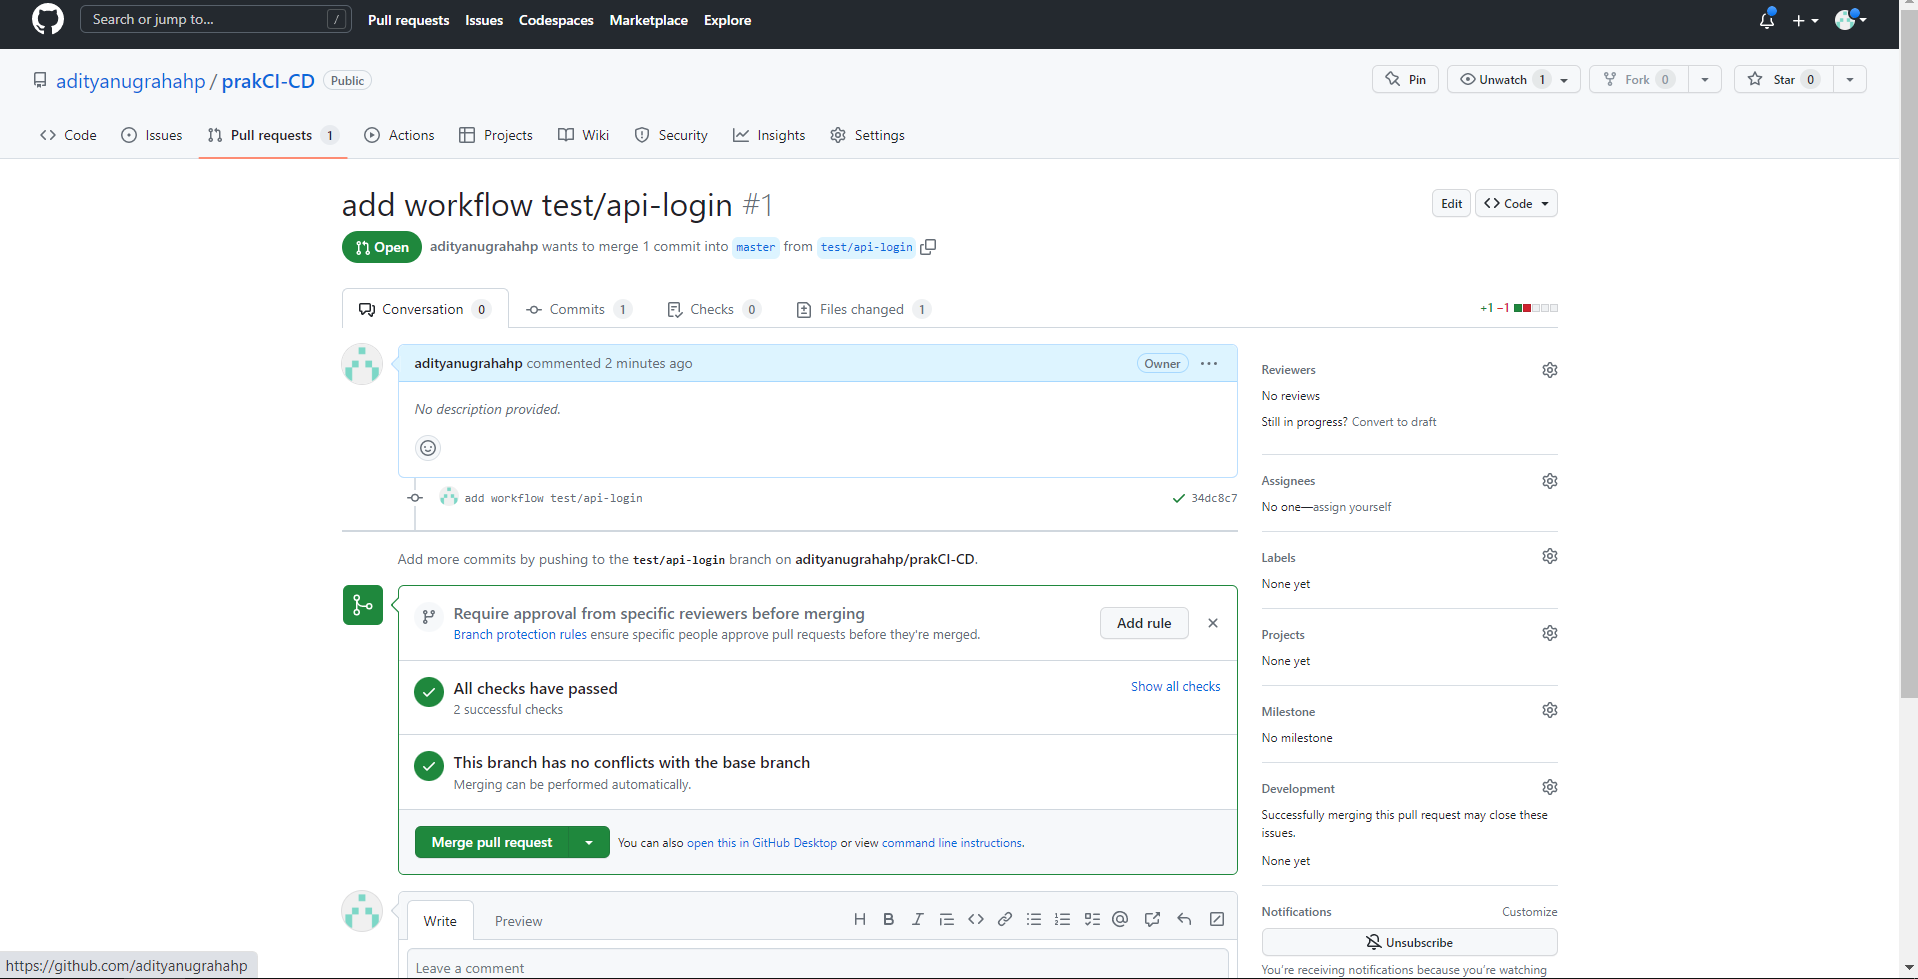 Search or jump to... /
Pull requests Issues Codespaces Marketplace Explore
adityanugrahahp / prakCI-CD Public
Pin Unwatch 1 Fork 0 Star 0
Code Issues Pull requests 1 Actions Projects Wiki Security Insights Settings
add workflow test/api-login #1
Edit Code
Open adityanugrahahp wants to merge 1 commit into master from test/api-login
Conversation 0 Commits 1 Checks 0 Files changed 1
+1 −1
adityanugrahahp commented 2 minutes ago Owner ...
No description provided.
add workflow test/api-login 34dc8c7
Add more commits by pushing to the test/api-login branch on adityanugrahahp/prakCI-CD.
Require approval from specific reviewers before merging
Branch protection rules ensure specific people approve pull requests before they're merged.
Add rule
All checks have passed
2 successful checks
Show all checks
This branch has no conflicts with the base branch
Merging can be performed automatically.
Merge pull request You can also open this in GitHub Desktop or view command line instructions.
Write Preview
H B I @
Leave a comment
Reviewers
No reviews
Still in progress? Convert to draft
Assignees
No one—assign yourself
Labels
None yet
Projects
None yet
Milestone
No milestone
Development
Successfully merging this pull request may close these
issues.
None yet
Notifications Customize
Unsubscribe
You're receiving notifications because you're watching
https://github.com/adityanugrahahp